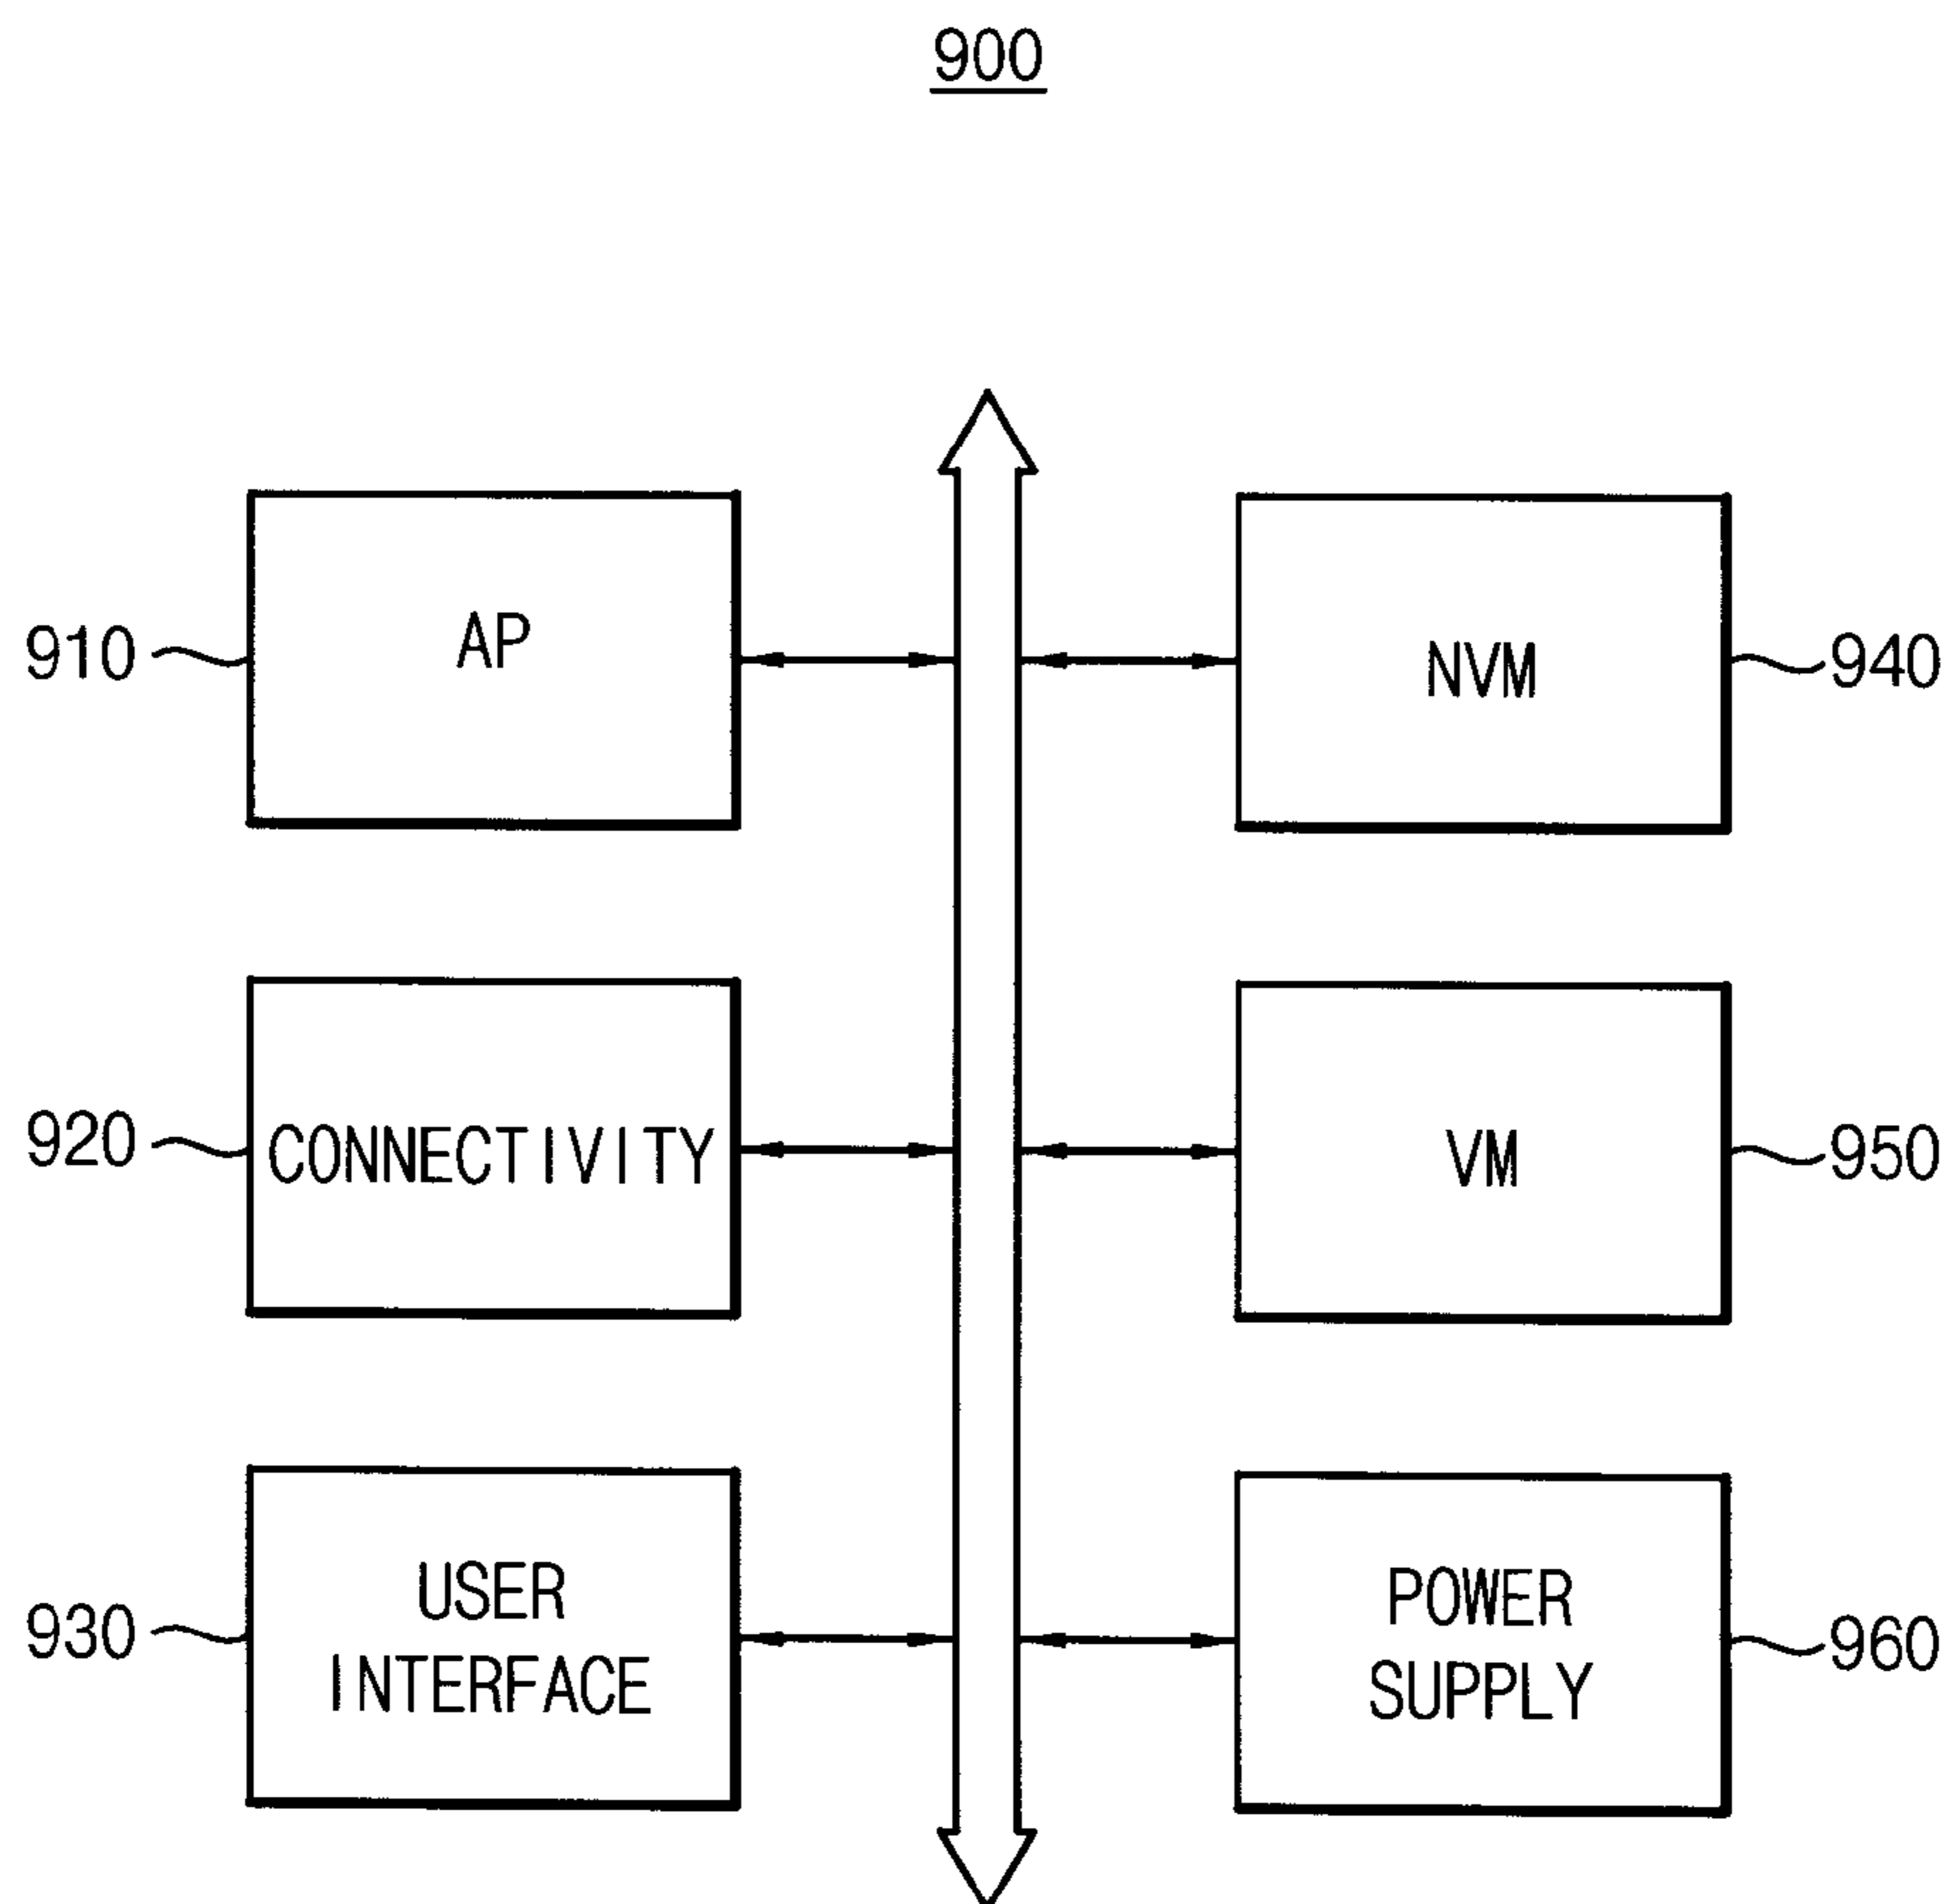 900
910
AP
NVM
940
920
CONNECTIVITY
VM
950
930
USER
INTERFACE
POWER
SUPPLY
960